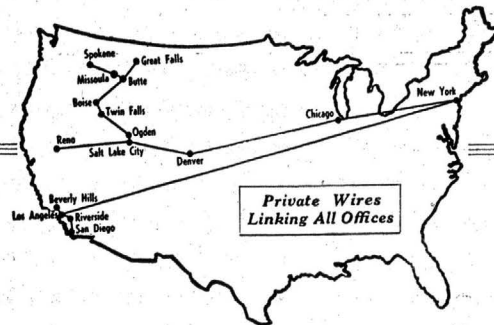 Spokane
Great Falls
Missoula
Butte
Boise
Twin Falls
Ogden
Reno
Salt Lake City
Denver
Chicago
New York
Beverly Hills
Los Angeles
Riverside
San Diego
Private Wires
Linking All Offices